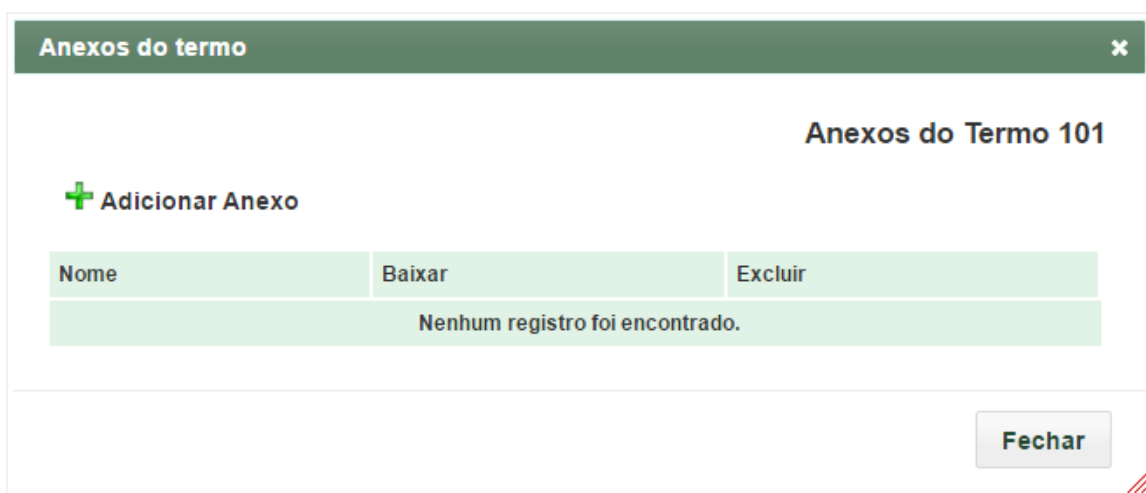 Anexos do termo
Anexos do Termo 101
Adicionar Anexo
Nome Baixar Excluir
Nenhum registro foi encontrado.
Fechar